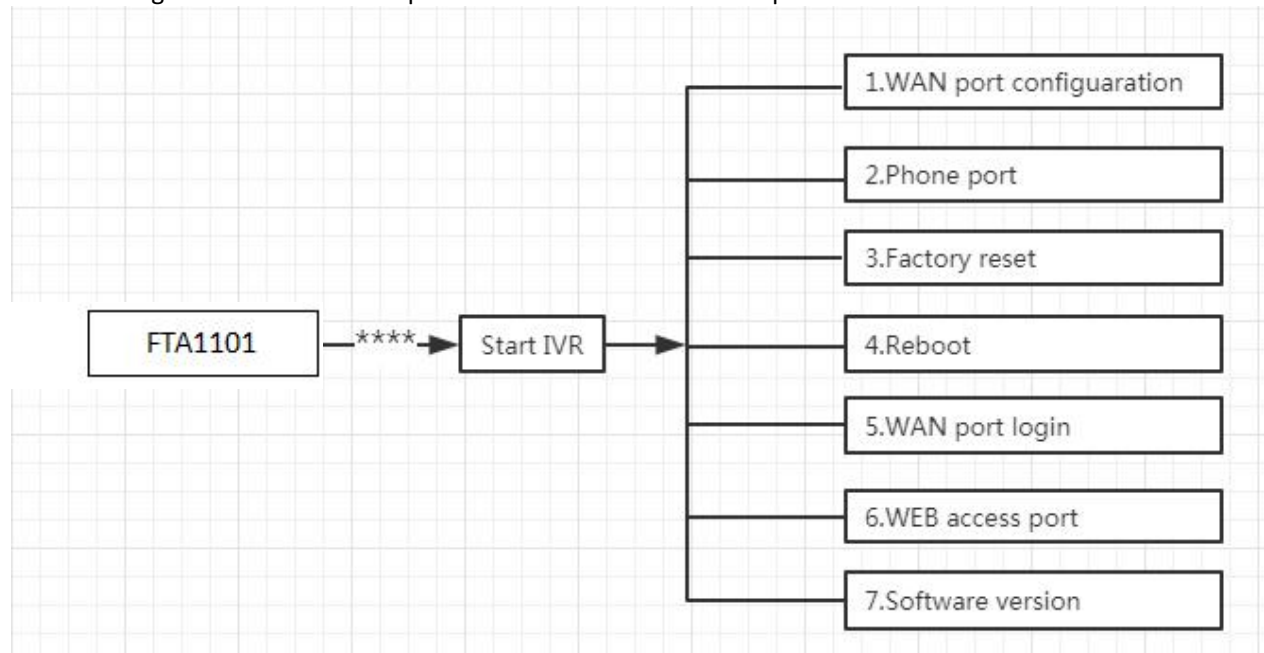 1.WAN port configuaration
2.Phone port
3.Factory reset
FTA1101
****
Start IVR
4.Reboot
5.WAN port login
6.WEB access port
7.Software version